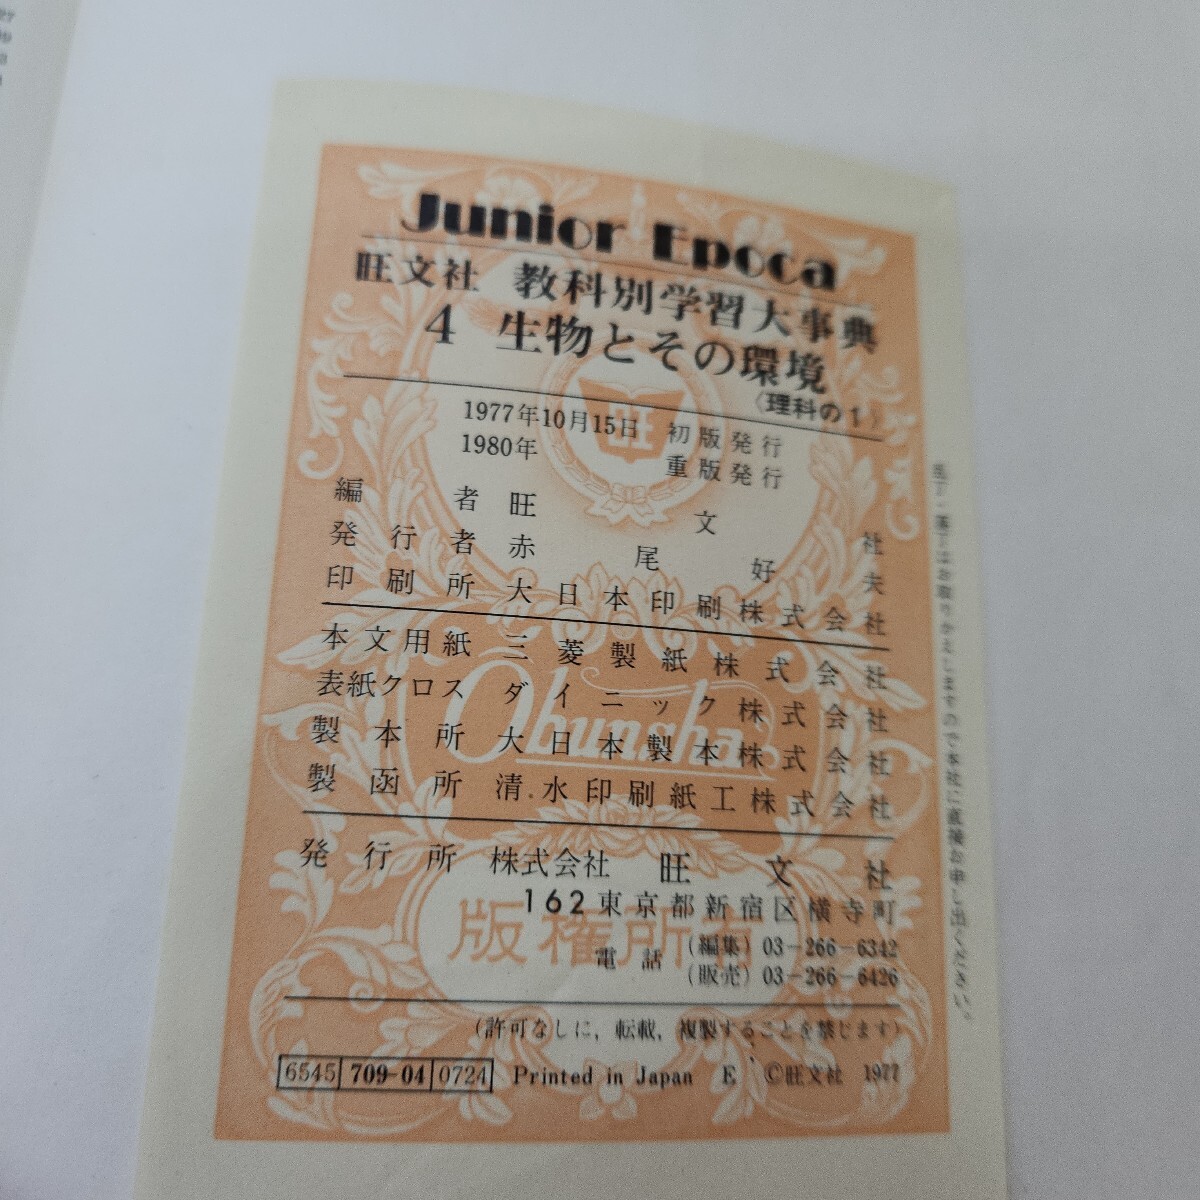 Junior Epoca
旺文社 教科別学習大事典
4 生物とその環境
〈理科の1〉
1977年10月15日 初版発行
1980年 重版発行
編者 旺文社
発行者 赤尾好夫
印刷所 大日本印刷株式会社
本文用紙 三菱製紙株式会社
表紙クロス ダイニック株式会社
製本所 大日本製本株式会社
製函所 清水印刷紙工株式会社
Obunsha
発行所 株式会社 旺文社
162 東京都新宿区横寺町
版權所有
電話 (編集) 03-266-6342
(販売) 03-266-6426
(許可なしに, 転載, 複製することを禁じます)
6545 709-04 0724 Printed in Japan E ©旺文社 1977
乱丁・落丁はお取りかえしますので本社に直接お申し出ください。
旺